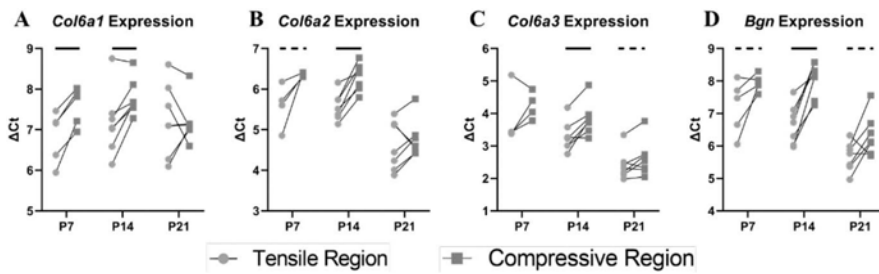 A Col6a1 Expression
B Col6a2 Expression
C Col6a3 Expression
D Bgn Expression
ΔCt
9
8
7
6
5
P7 P14 P21
ΔCt
7
6
5
4
3
P7 P14 P21
ΔCt
6
5
4
3
2
1
P7 P14 P21
ΔCt
9
8
7
6
5
4
P7 P14 P21
Tensile Region
Compressive Region